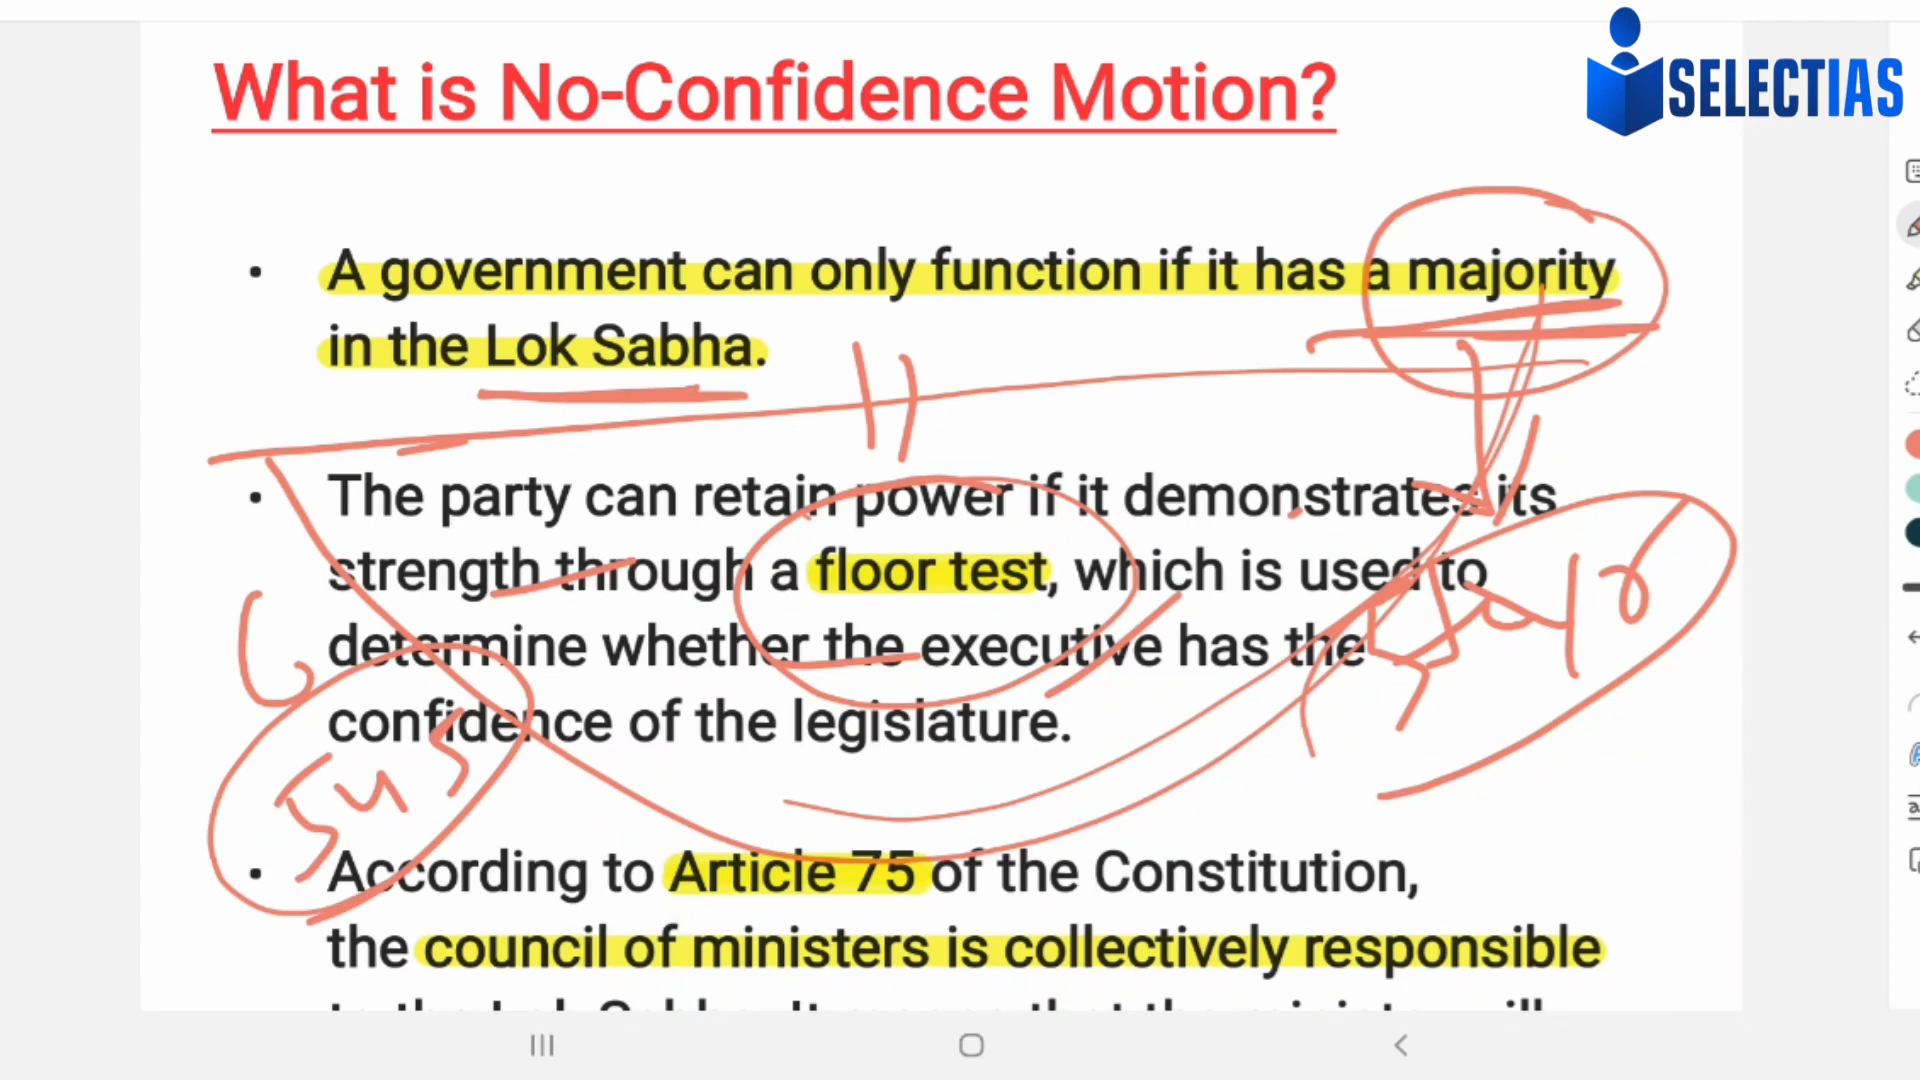 What is No-Confidence Motion?
SELECTIAS
• A government can only function if it has a majority
in the Lok Sabha.
• The party can retain power if it demonstrates its
strength through a floor test, which is used to
determine whether the executive has the
confidence of the legislature.
545
• According to Article 75 of the Constitution,
the council of ministers is collectively responsible